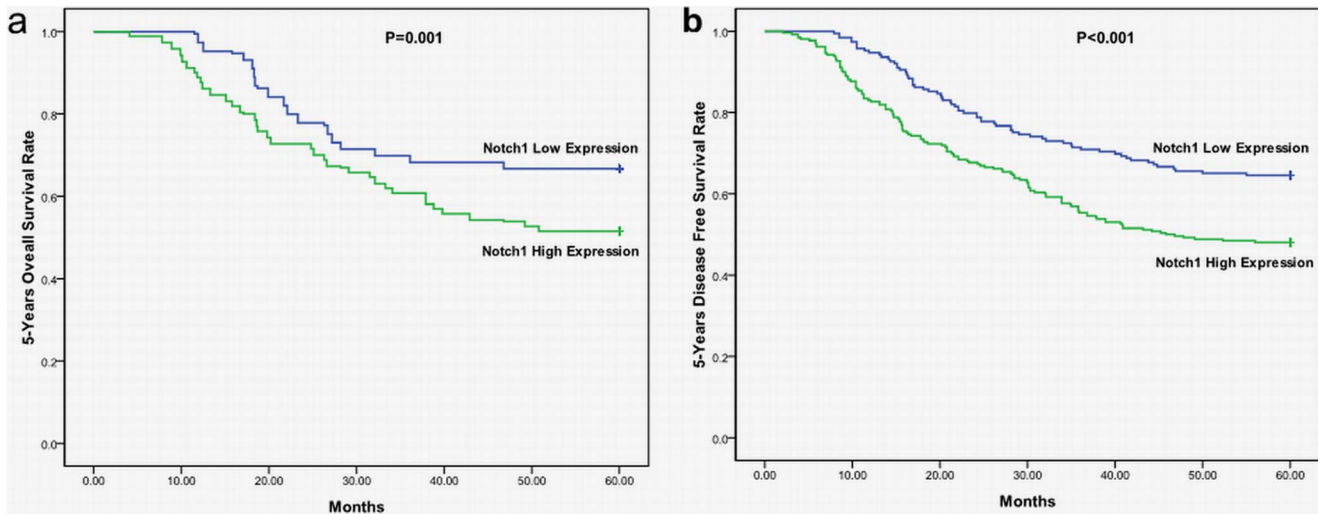 a
P=0.001
5-Years Overall Survival Rate
1.0
0.8
0.6
0.4
0.2
0.0
Notch1 Low Expression
Notch1 High Expression
0.00 10.00 20.00 30.00 40.00 50.00 60.00
Months
b
P<0.001
5-Years Disease Free Survival Rate
1.0
0.8
0.6
0.4
0.2
0.0
Notch1 Low Expression
Notch1 High Expression
0.00 10.00 20.00 30.00 40.00 50.00 60.00
Months